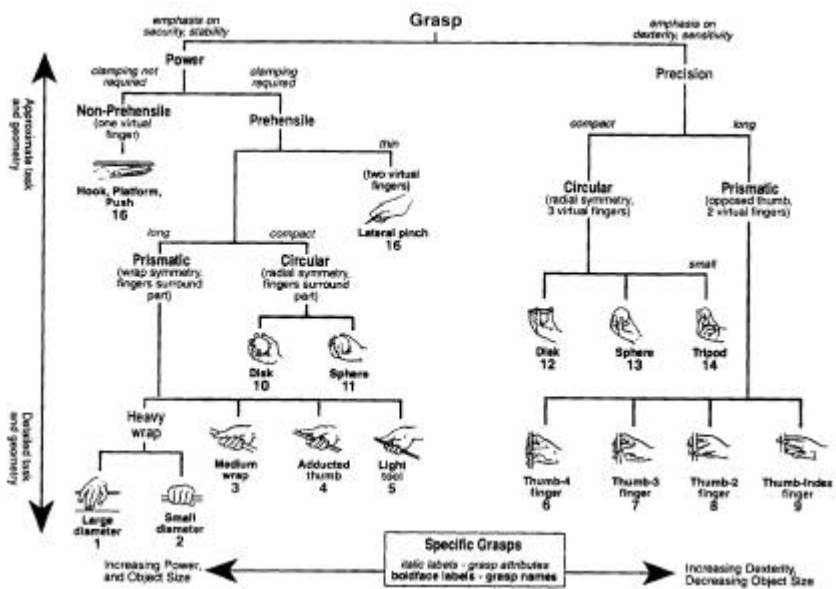 Grasp
emphasis on
security, stability
emphasis on
dexterity, sensitivity
Power
Precision
clamping not
required
clamping
required
Non-Prehensile
(one virtual
finger)
Prehensile
Hook, Platform,
Push
16
thin
(two virtual
fingers)
Lateral pinch
16
compact
long
Circular
(radial symmetry,
3 virtual fingers)
Prismatic
(opposed thumb,
2 virtual fingers)
long
compact
Prismatic
(wrap symmetry,
fingers surround
part)
Circular
(radial symmetry,
fingers surround
part)
small
Disk
10
Sphere
11
Disk
12
Sphere
13
Tripod
14
Heavy
wrap
Large
diameter
1
Small
diameter
2
Medium
wrap
3
Adducted
thumb
4
Light
tool
5
Thumb-4
finger
6
Thumb-3
finger
7
Thumb-2
finger
8
Thumb-Index
finger
9
Approximate task
and geometry
Detailed task
and geometry
Increasing Power,
and Object Size
Specific Grasps
italic labels - grasp attributes
boldface labels - grasp names
Increasing Dexterity,
Decreasing Object Size